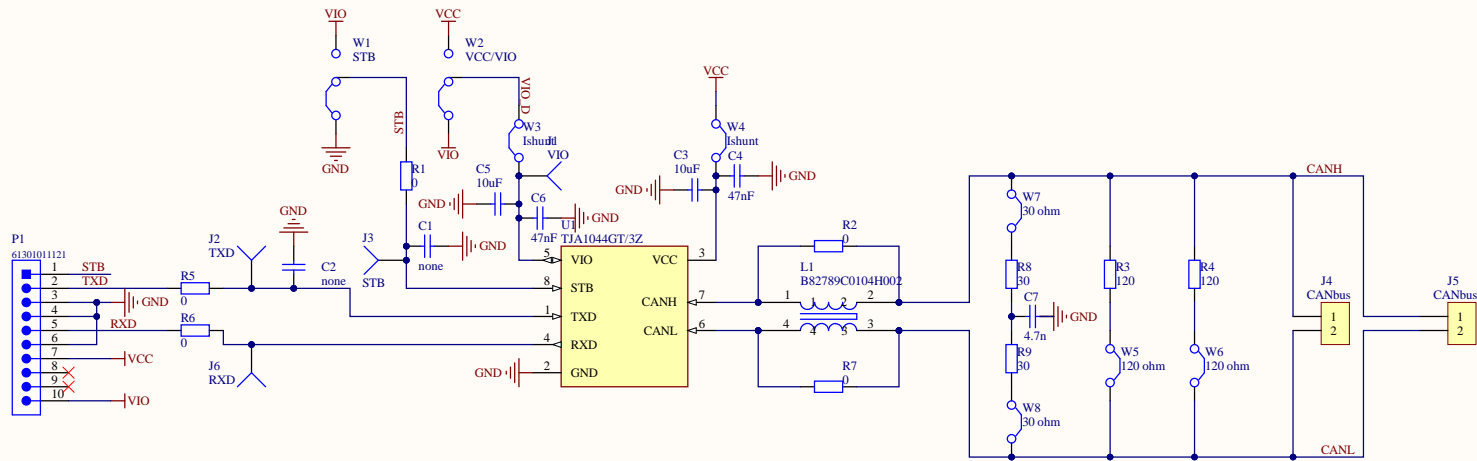 VIO
W1
STB
GND
VCC
W2
VCC/VIO
VIO
VIO_D
STB
R1
0
W3
Ishunt
J1
VIO
C5
10uF
GND
C6
47nF
GND
VCC
W4
Ishunt
C3
10uF
GND
C4
47nF
GND
P1
61301011121
1
2
3
4
5
6
7
8
9
10
STB
TXD
GND
RXD
VCC
VIO
R5
0
R6
0
J2
TXD
GND
C2
none
J6
RXD
J3
STB
C1
none
GND
U1
TJA1044GT/3Z
5 VIO
8 STB
1 TXD
4 RXD
2 GND
GND
VCC 3
CANH 7
CANL 6
R2
0
L1
B82789C0104H002
1 1 2 2
4 4 3 3
R7
0
CANH
W7
30 ohm
R8
30
C7
4.7n
GND
R9
30
W8
30 ohm
R3
120
W5
120 ohm
R4
120
W6
120 ohm
CANL
J4
CANbus
1
2
J5
CANbus
1
2